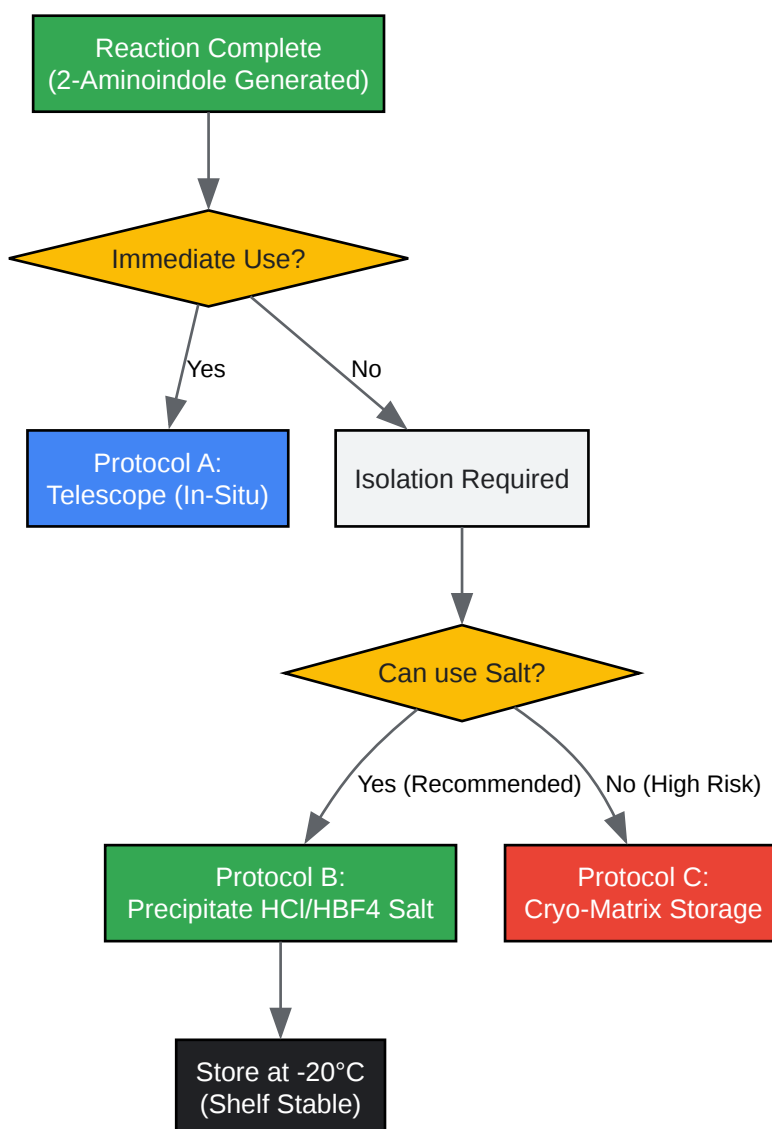 Reaction Complete
(2-Aminoindole Generated)
Immediate Use?
Yes
No
Protocol A:
Telescope (In-Situ)
Isolation Required
Can use Salt?
Yes (Recommended)
No (High Risk)
Protocol B:
Precipitate HCl/HBF4 Salt
Protocol C:
Cryo-Matrix Storage
Store at -20°C
(Shelf Stable)